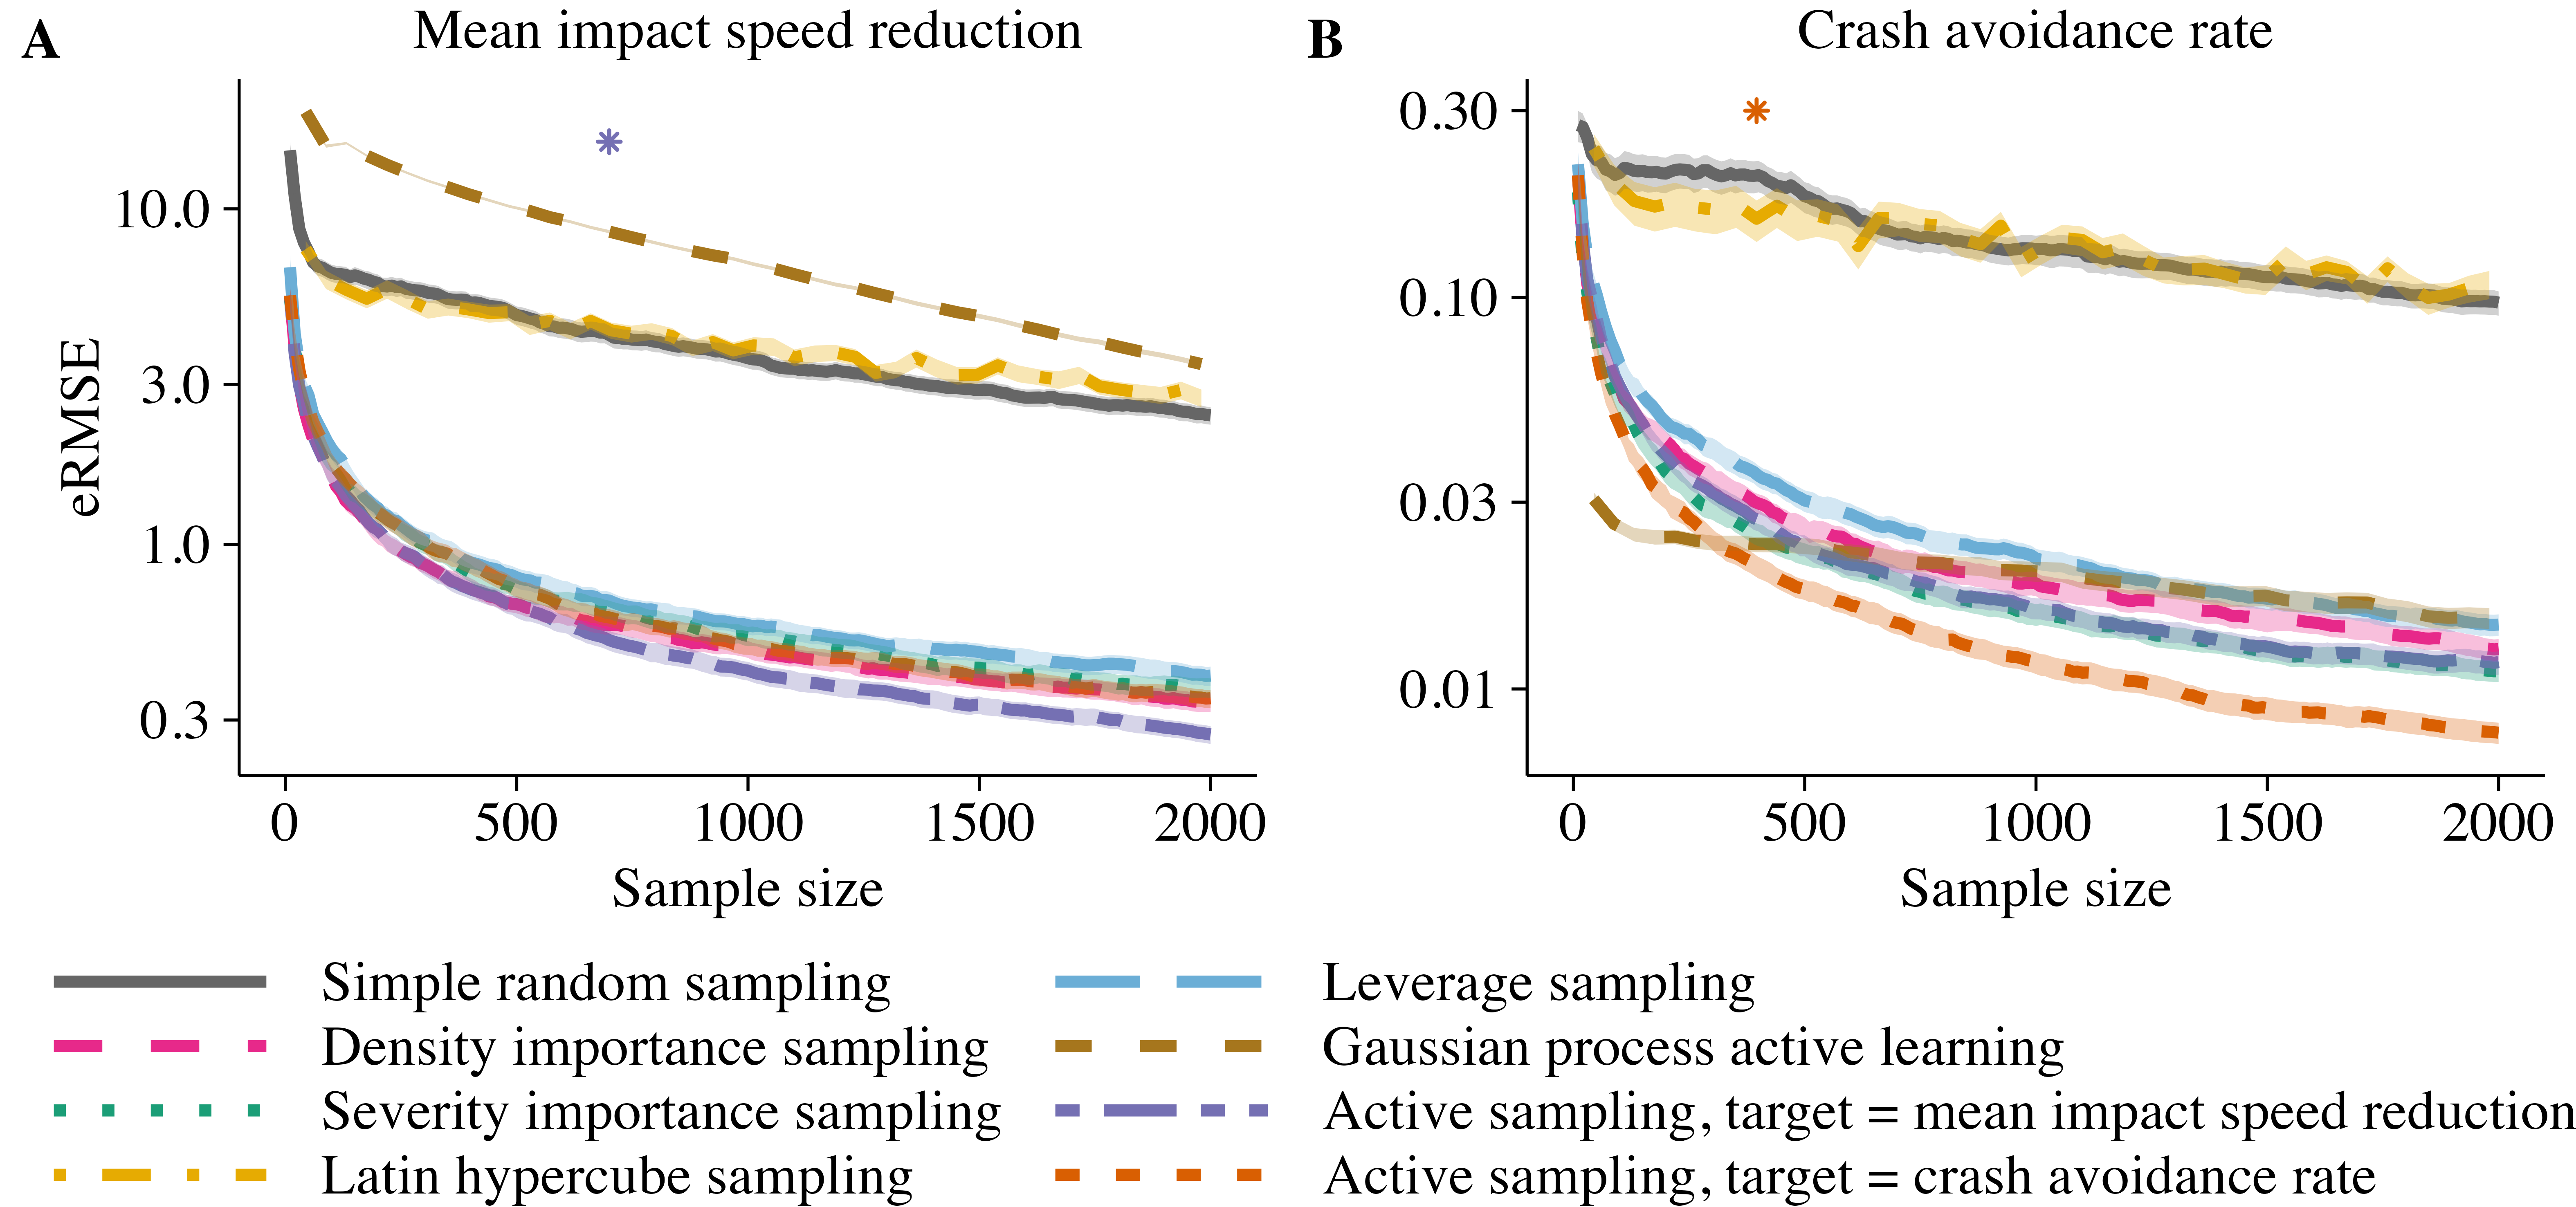 A
Mean impact speed reduction
B
Crash avoidance rate
eRMSE
10.0
3.0
1.0
0.3
0 500 1000 1500 2000
Sample size
0.30
0.10
0.03
0.01
0 500 1000 1500 2000
Sample size
Simple random sampling
Density importance sampling
Severity importance sampling
Latin hypercube sampling
Leverage sampling
Gaussian process active learning
Active sampling, target = mean impact speed reduction
Active sampling, target = crash avoidance rate